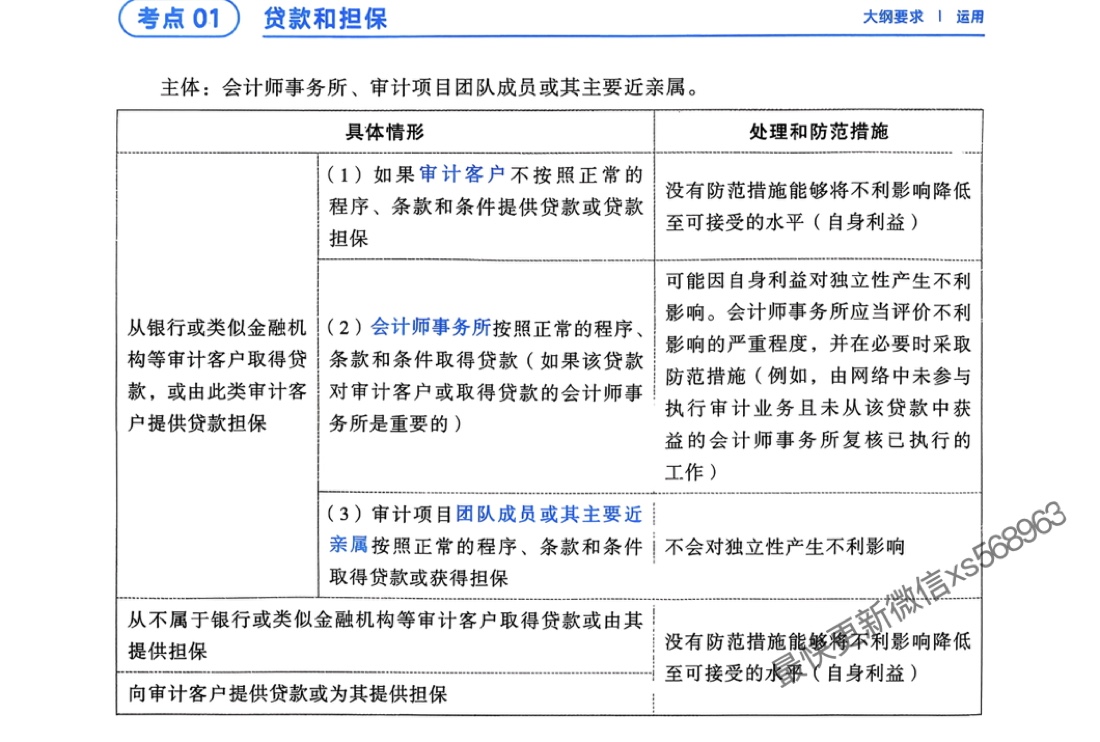 考点 01 贷款和担保 大纲要求 | 运用
主体：会计师事务所、审计项目团队成员或其主要近亲属。
具体情形
处理和防范措施
从银行或类似金融机
构等审计客户取得贷
款，或由此类审计客
户提供贷款担保
（1）如果审计客户不按照正常的
程序、条款和条件提供贷款或贷款
担保
没有防范措施能够将不利影响降低
至可接受的水平（自身利益）
（2）会计师事务所按照正常的程序、
条款和条件取得贷款（如果该贷款
对审计客户或取得贷款的会计师事
务所是重要的）
可能因自身利益对独立性产生不利
影响。会计师事务所应当评价不利
影响的严重程度，并在必要时采取
防范措施（例如，由网络中未参与
执行审计业务且未从该贷款中获
益的会计师事务所复核已执行的
工作）
（3）审计项目团队成员或其主要近
亲属按照正常的程序、条款和条件
取得贷款或获得担保
不会对独立性产生不利影响
从不属于银行或类似金融机构等审计客户取得贷款或由其
提供担保
向审计客户提供贷款或为其提供担保
没有防范措施能够将不利影响降低
至可接受的水平（自身利益）
最快更新微信xs568963